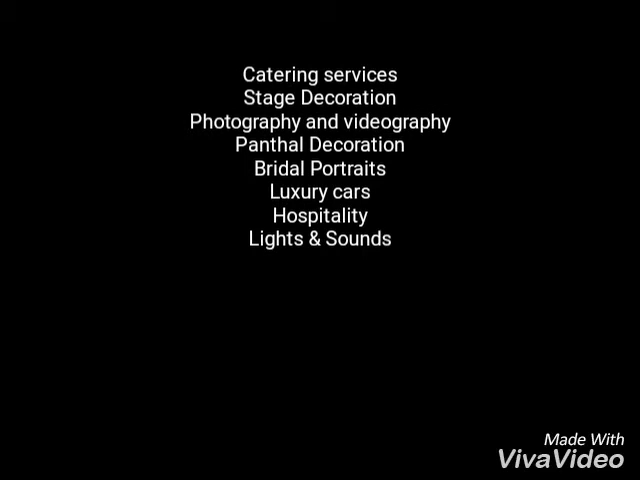 Catering services
Stage Decoration
Photography and videography
Panthal Decoration
Bridal Portraits
Luxury cars
Hospitality
Lights & Sounds
Made With
VivaVideo